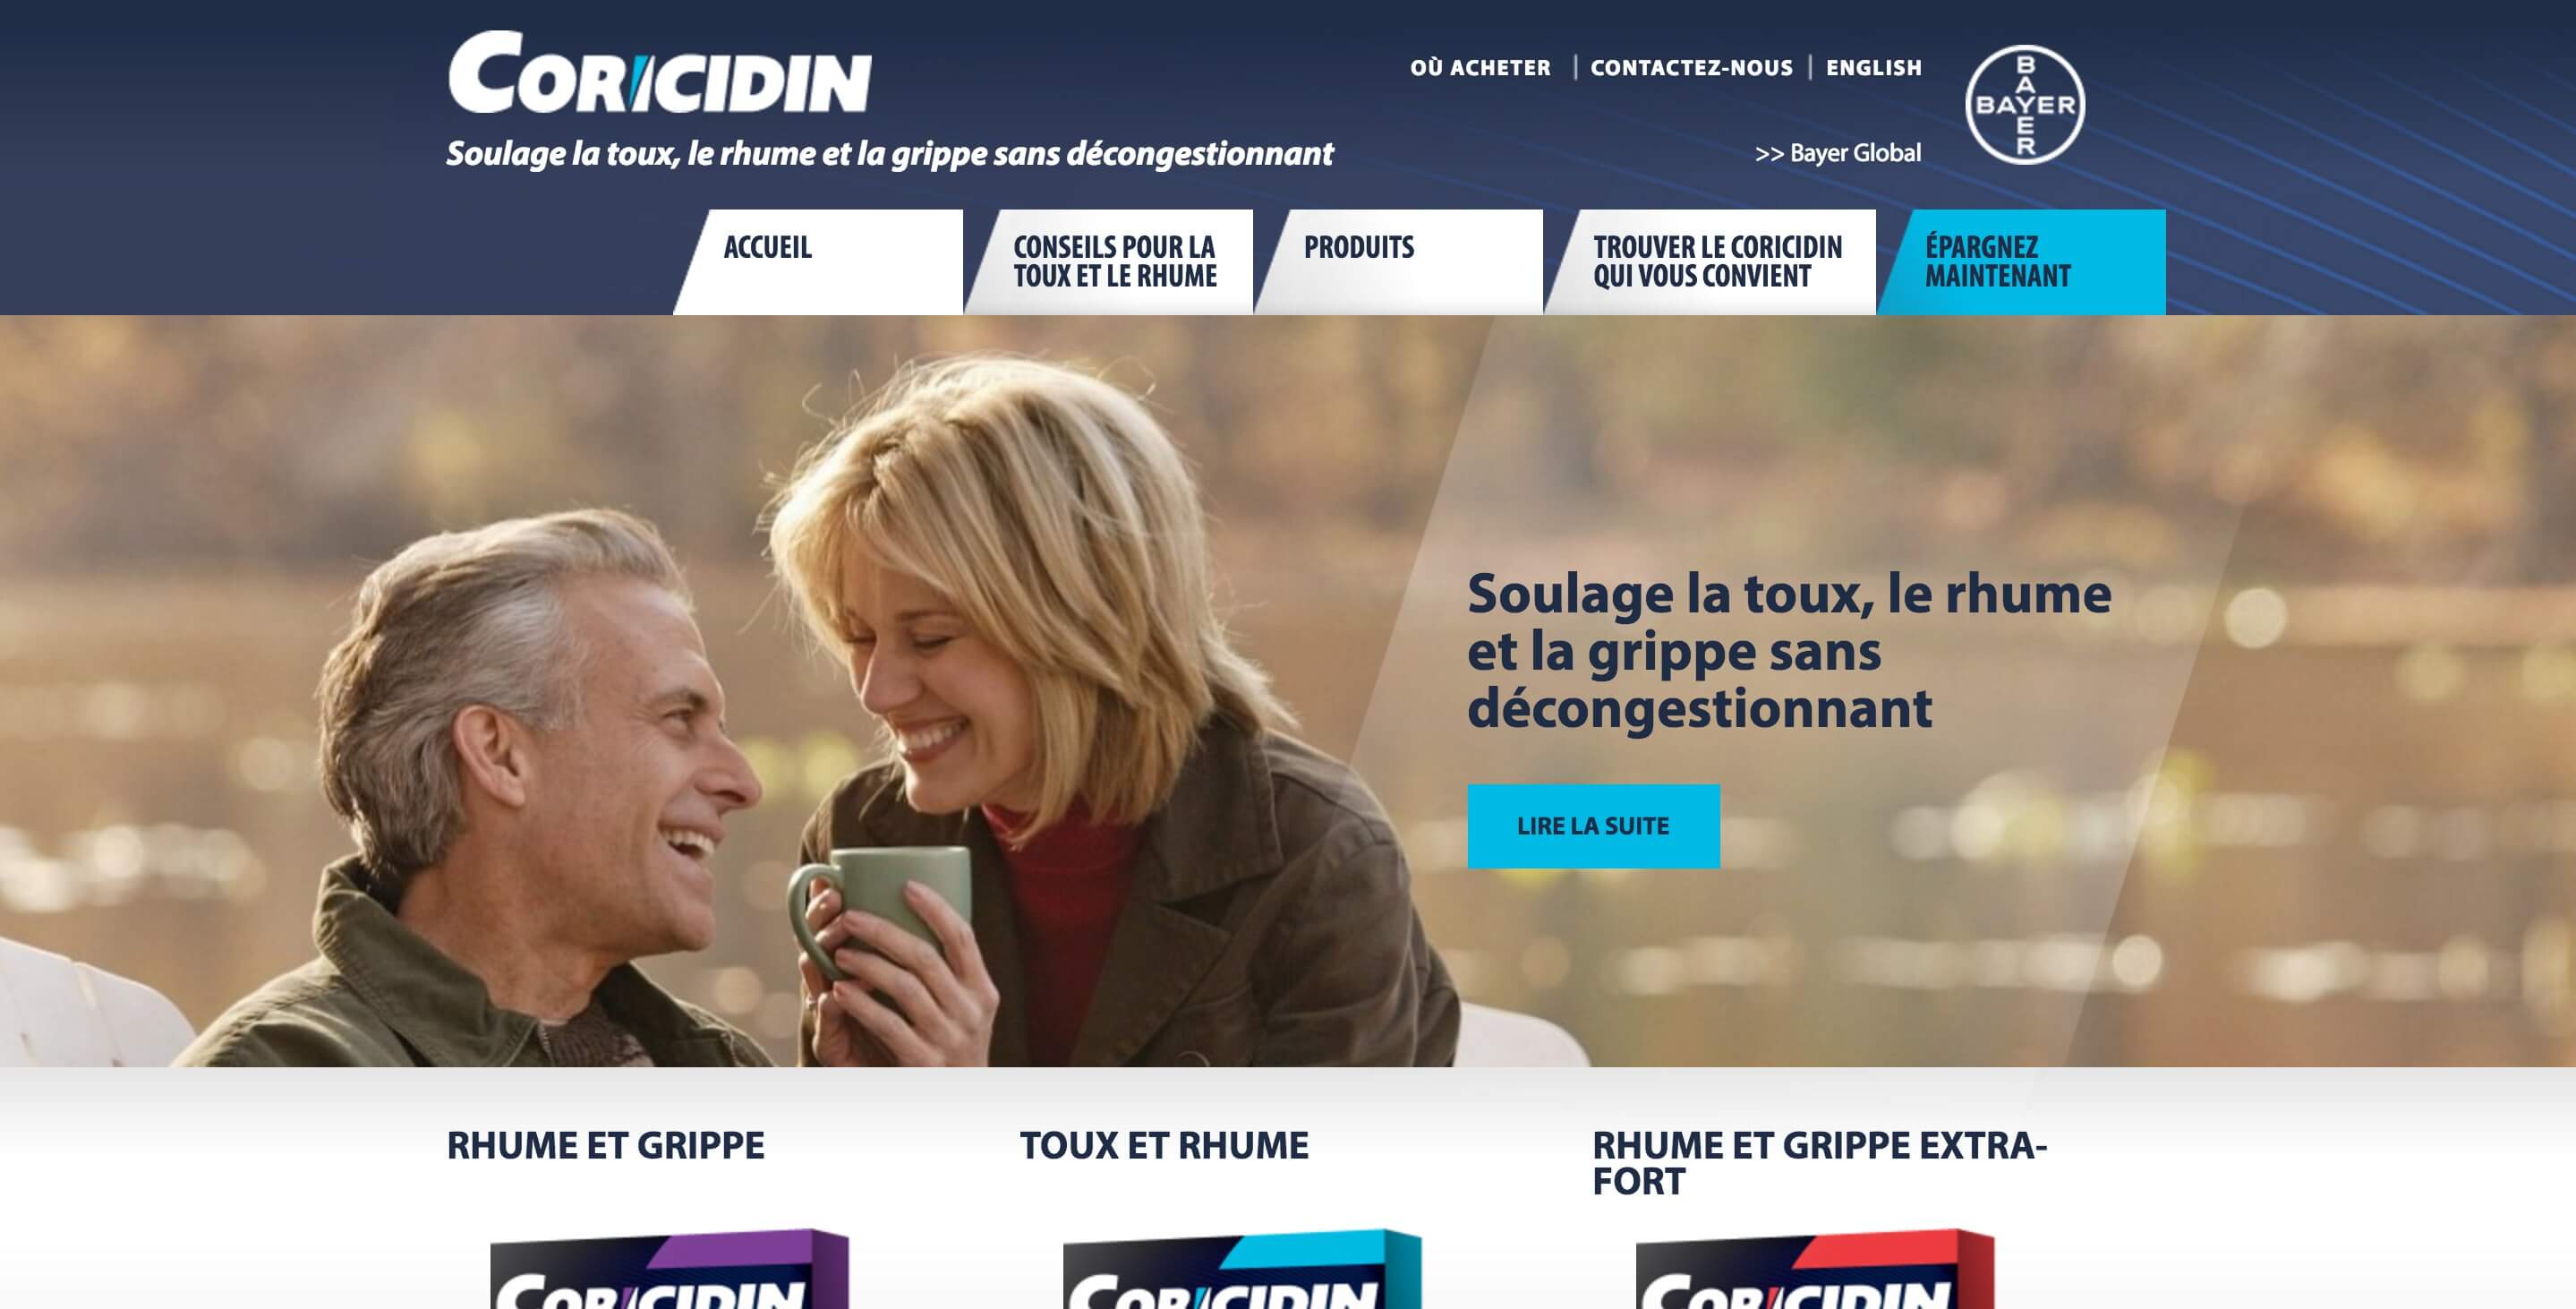 CORICIDIN
Soulage la toux, le rhume et la grippe sans décongestionnant
OÙ ACHETER | CONTACTEZ-NOUS | ENGLISH
>> Bayer Global
BAYER
BAYER
ACCUEIL
CONSEILS POUR LA
TOUX ET LE RHUME
PRODUITS
TROUVER LE CORICIDIN
QUI VOUS CONVIENT
ÉPARGNEZ
MAINTENANT
Soulage la toux, le rhume
et la grippe sans
décongestionnant
LIRE LA SUITE
RHUME ET GRIPPE
TOUX ET RHUME
RHUME ET GRIPPE EXTRA-
FORT
CORICIDIN
CORICIDIN
CORICIDIN